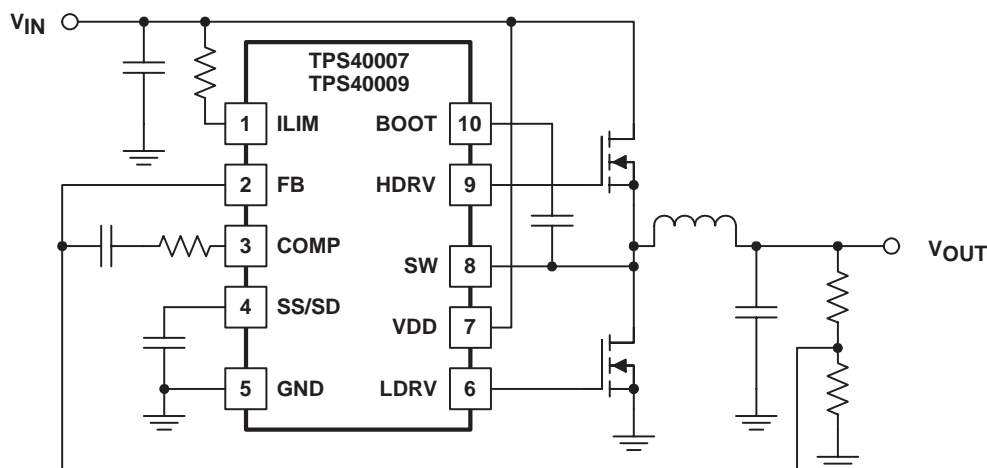 VIN
TPS40007
TPS40009
1 ILIM BOOT 10
2 FB HDRV 9
3 COMP
SW 8
VOUT
4 SS/SD
VDD 7
5 GND LDRV 6